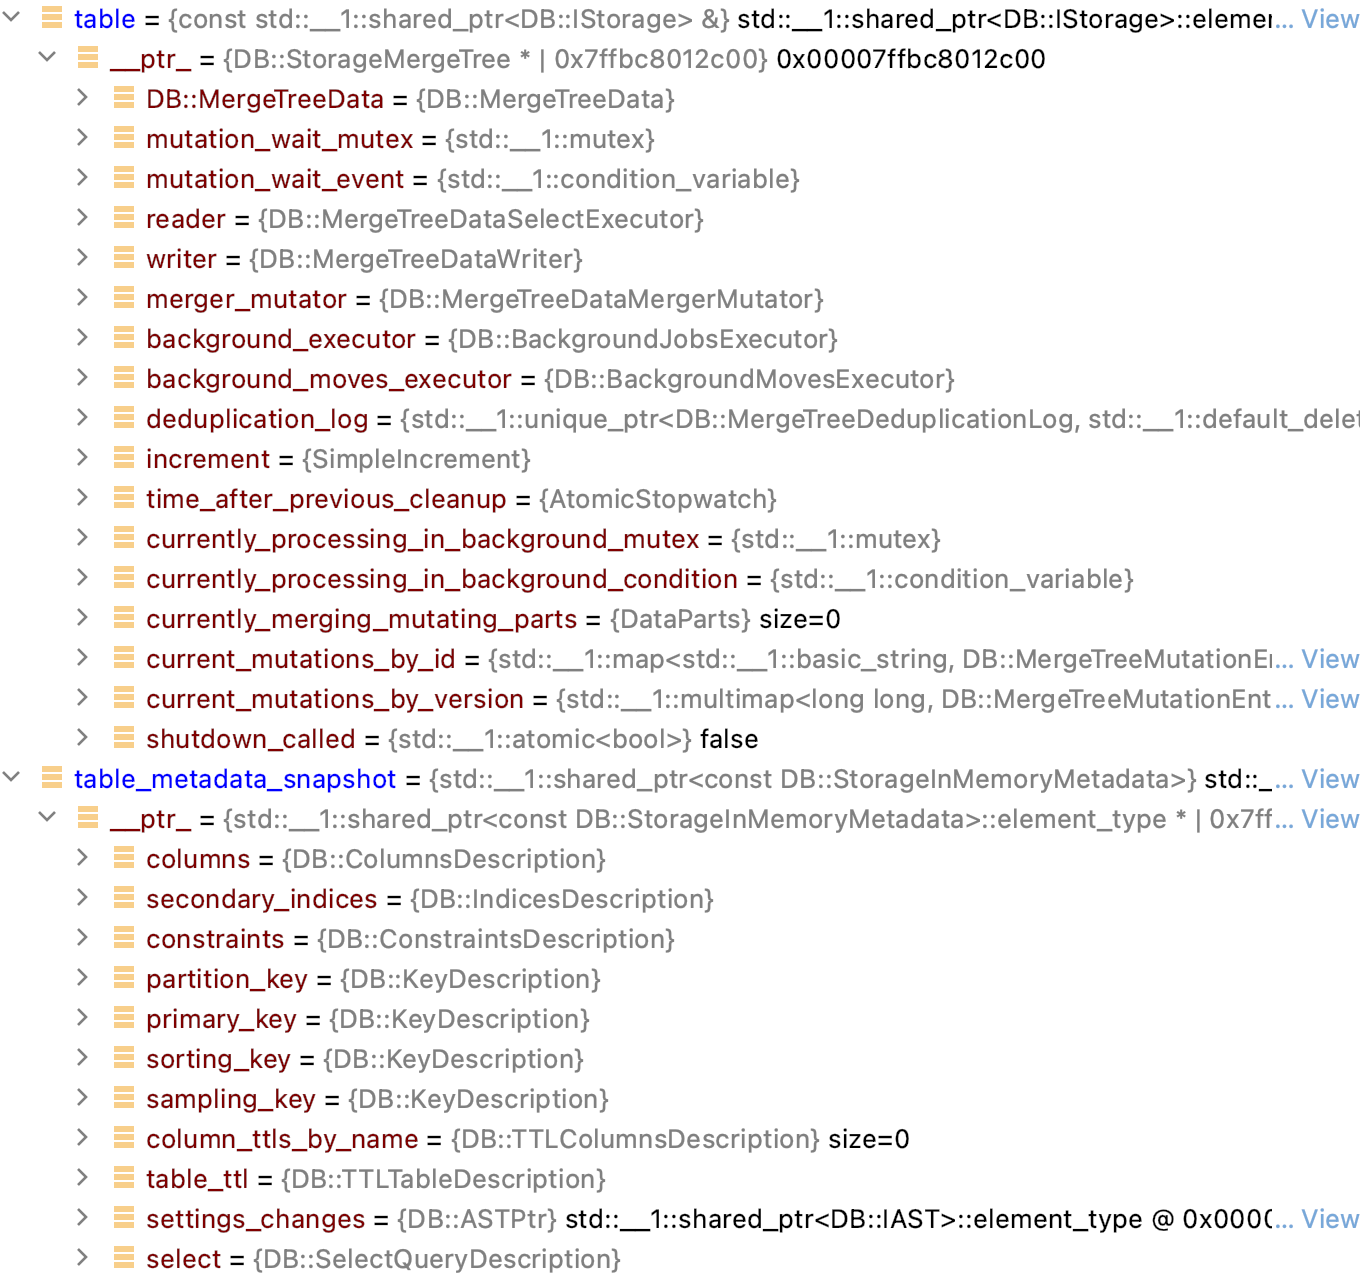 table = {const std::__1::shared_ptr<DB::IStorage> &} std::__1::shared_ptr<DB::IStorage>::elemer... View
__ptr_ = {DB::StorageMergeTree * | 0x7ffbc8012c00} 0x00007ffbc8012c00
DB::MergeTreeData = {DB::MergeTreeData}
mutation_wait_mutex = {std::__1::mutex}
mutation_wait_event = {std::__1::condition_variable}
reader = {DB::MergeTreeDataSelectExecutor}
writer = {DB::MergeTreeDataWriter}
merger_mutator = {DB::MergeTreeDataMergerMutator}
background_executor = {DB::BackgroundJobsExecutor}
background_moves_executor = {DB::BackgroundMovesExecutor}
deduplication_log = {std::__1::unique_ptr<DB::MergeTreeDeduplicationLog, std::__1::default_delet
increment = {SimpleIncrement}
time_after_previous_cleanup = {AtomicStopwatch}
currently_processing_in_background_mutex = {std::__1::mutex}
currently_processing_in_background_condition = {std::__1::condition_variable}
currently_merging_mutating_parts = {DataParts} size=0
current_mutations_by_id = {std::__1::map<std::__1::basic_string, DB::MergeTreeMutationEr... View
current_mutations_by_version = {std::__1::multimap<long long, DB::MergeTreeMutationEnt... View
shutdown_called = {std::__1::atomic<bool>} false
table_metadata_snapshot = {std::__1::shared_ptr<const DB::StorageInMemoryMetadata>} std::_... View
__ptr_ = {std::__1::shared_ptr<const DB::StorageInMemoryMetadata>::element_type * | 0x7ff... View
columns = {DB::ColumnsDescription}
secondary_indices = {DB::IndicesDescription}
constraints = {DB::ConstraintsDescription}
partition_key = {DB::KeyDescription}
primary_key = {DB::KeyDescription}
sorting_key = {DB::KeyDescription}
sampling_key = {DB::KeyDescription}
column_ttls_by_name = {DB::TTLColumnsDescription} size=0
table_ttl = {DB::TTLTableDescription}
settings_changes = {DB::ASTPtr} std::__1::shared_ptr<DB::IAST>::element_type @ 0x000(... View
select = {DB::SelectQueryDescription}